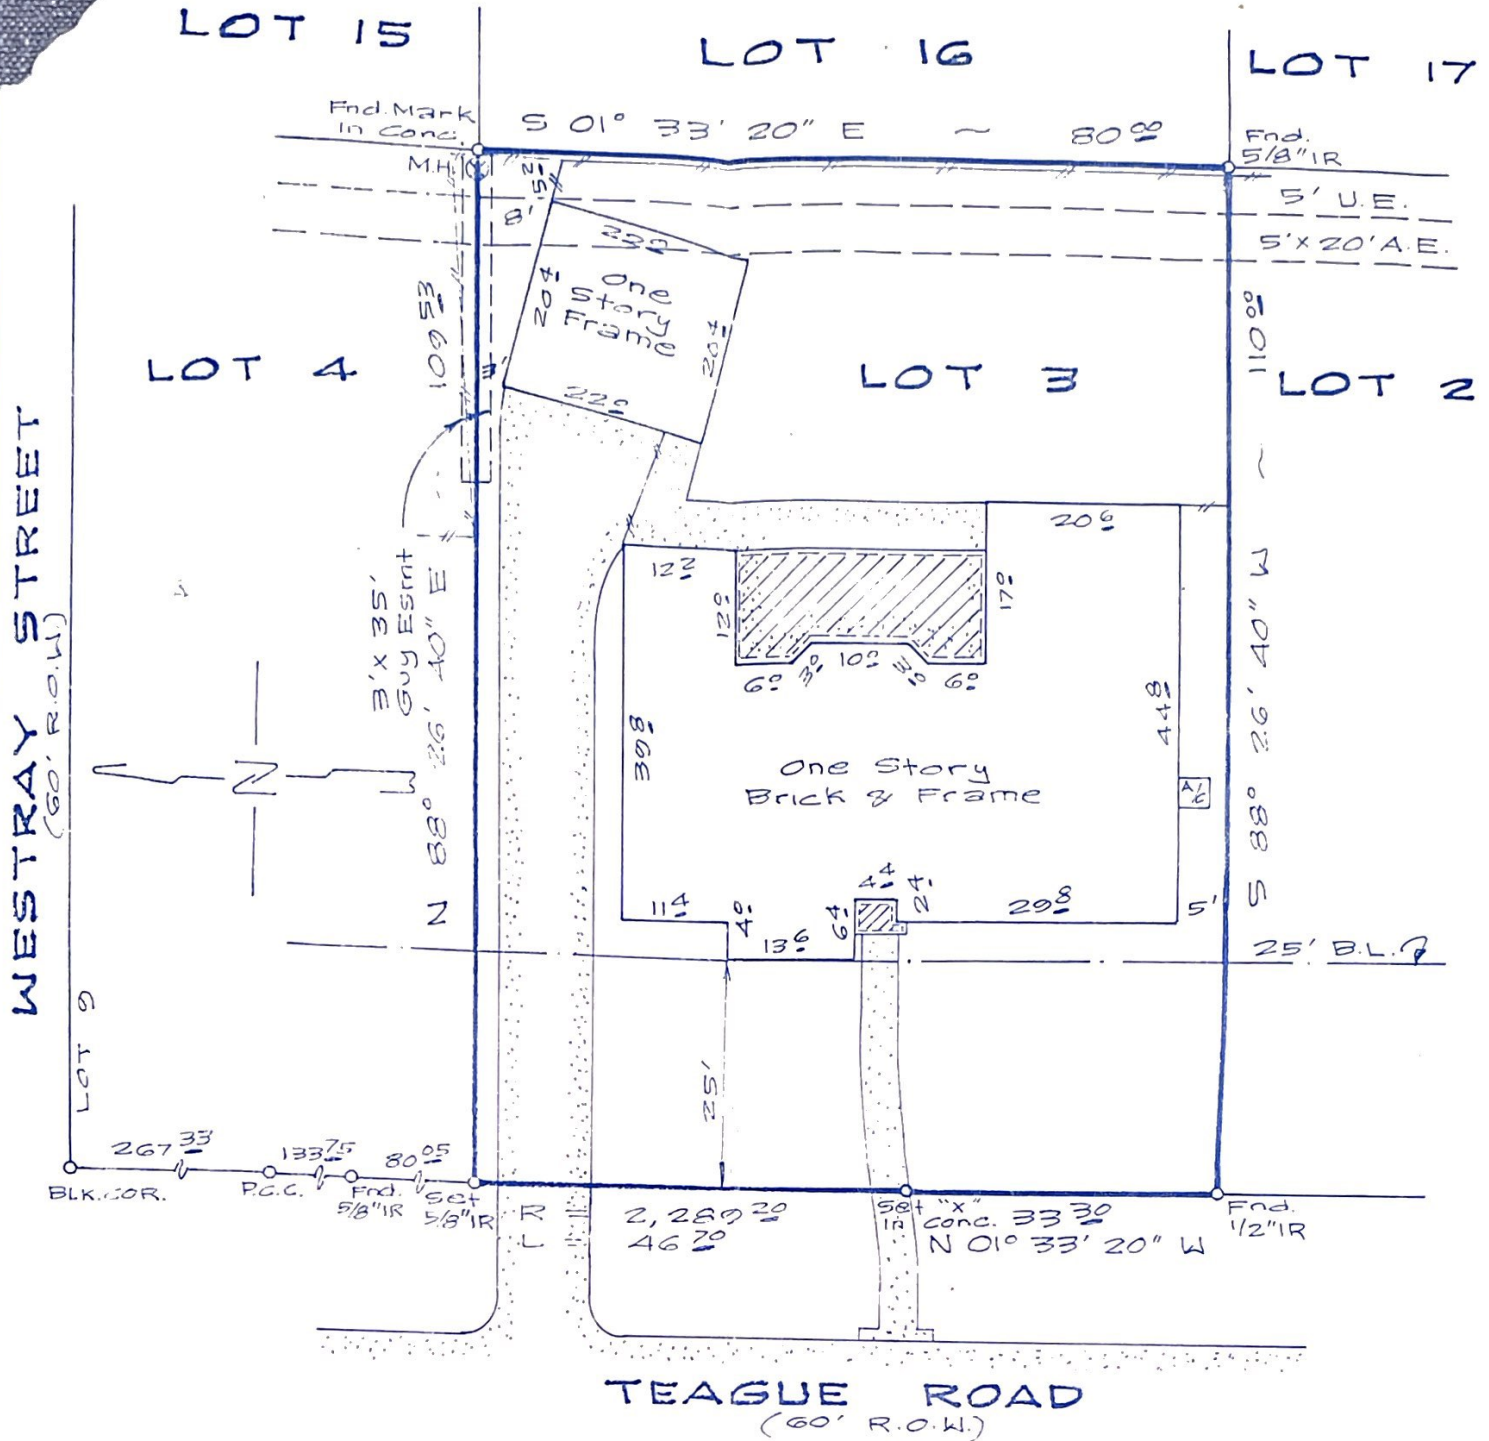 LOT 15
LOT 16
LOT 17
Fnd. Mark
In Conc.
S 01° 33' 20" E ~ 80 00
Fnd.
5/8" IR
M.H.
5 2
8'
5' U.E.
5' X 20' A.E.
22 0
20 4
One
Story
Frame
20 4
22 0
109 53
3'
110 00
LOT 4
LOT 3
LOT 2
WESTRAY STREET
(60' R.O.W.)
3' x 35'
Guy Esmt
N 88° 26' 40" E
S 88° 26' 40" W ~
20 6
12 2
12 0
17 0
6 0
3 0
10 0
3 0
6 0
39 8
44 8
One Story
Brick & Frame
A/C
N
4 4
2 4
11 4
4 0
6 4
13 6
29 8
5'
25' B.L.
25'
LOT 9
267 33
133 75
80 05
BLK. COR.
P.C.C.
Fnd.
5/8" IR
Set
5/8" IR
R = 2,289 20
L = 46 70
Set "X"
in conc.
33 30
N 01° 33' 20" W
Fnd.
1/2" IR
TEAGUE ROAD
(60' R.O.W.)